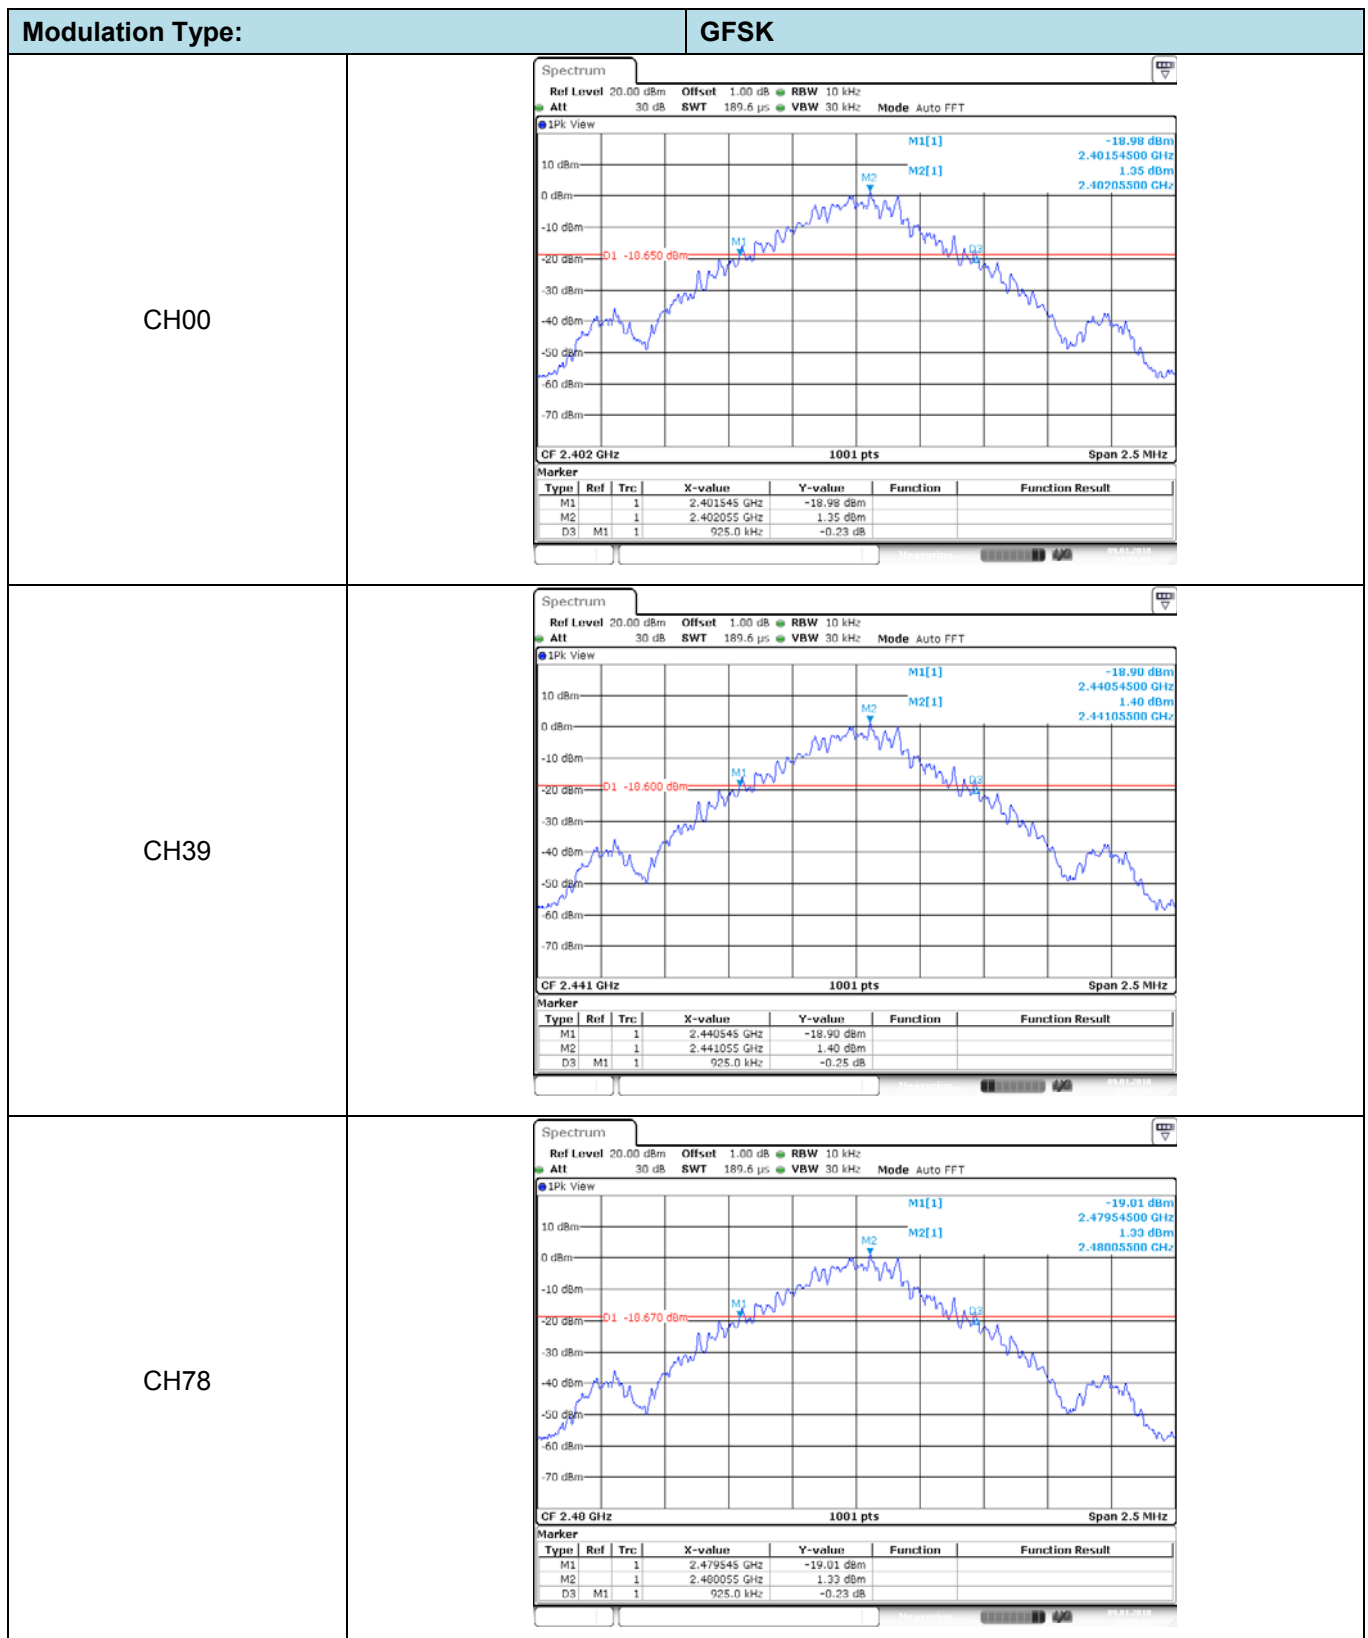 Modulation Type: GFSK
CH00
Spectrum
Ref Level 20.00 dBm Offset 1.00 dB RBW 10 kHz
Att 30 dB SWT 189.6 µs VBW 30 kHz Mode Auto FFT
1Pk View
M1[1] -18.98 dBm
2.40154500 GHz
M2[1] 1.35 dBm
2.40205500 GHz
10 dBm
M2
0 dBm
-10 dBm
M1
D3
-20 dBm
D1 -18.650 dBm
-30 dBm
-40 dBm
-50 dBm
-60 dBm
-70 dBm
CF 2.402 GHz 1001 pts Span 2.5 MHz
Marker
Type Ref Trc X-value Y-value Function Function Result
M1 1 2.401545 GHz -18.98 dBm
M2 1 2.402055 GHz 1.35 dBm
D3 M1 1 925.0 kHz -0.23 dB
CH39
Spectrum
Ref Level 20.00 dBm Offset 1.00 dB RBW 10 kHz
Att 30 dB SWT 189.6 µs VBW 30 kHz Mode Auto FFT
1Pk View
M1[1] -18.90 dBm
2.44054500 GHz
M2[1] 1.40 dBm
2.44105500 GHz
10 dBm
M2
0 dBm
-10 dBm
M1
D3
-20 dBm
D1 -18.600 dBm
-30 dBm
-40 dBm
-50 dBm
-60 dBm
-70 dBm
CF 2.441 GHz 1001 pts Span 2.5 MHz
Marker
Type Ref Trc X-value Y-value Function Function Result
M1 1 2.440545 GHz -18.90 dBm
M2 1 2.441055 GHz 1.40 dBm
D3 M1 1 925.0 kHz -0.25 dB
CH78
Spectrum
Ref Level 20.00 dBm Offset 1.00 dB RBW 10 kHz
Att 30 dB SWT 189.6 µs VBW 30 kHz Mode Auto FFT
1Pk View
M1[1] -19.01 dBm
2.47954500 GHz
M2[1] 1.33 dBm
2.48005500 GHz
10 dBm
M2
0 dBm
-10 dBm
M1
D3
-20 dBm
D1 -18.670 dBm
-30 dBm
-40 dBm
-50 dBm
-60 dBm
-70 dBm
CF 2.48 GHz 1001 pts Span 2.5 MHz
Marker
Type Ref Trc X-value Y-value Function Function Result
M1 1 2.479545 GHz -19.01 dBm
M2 1 2.480055 GHz 1.33 dBm
D3 M1 1 925.0 kHz -0.23 dB